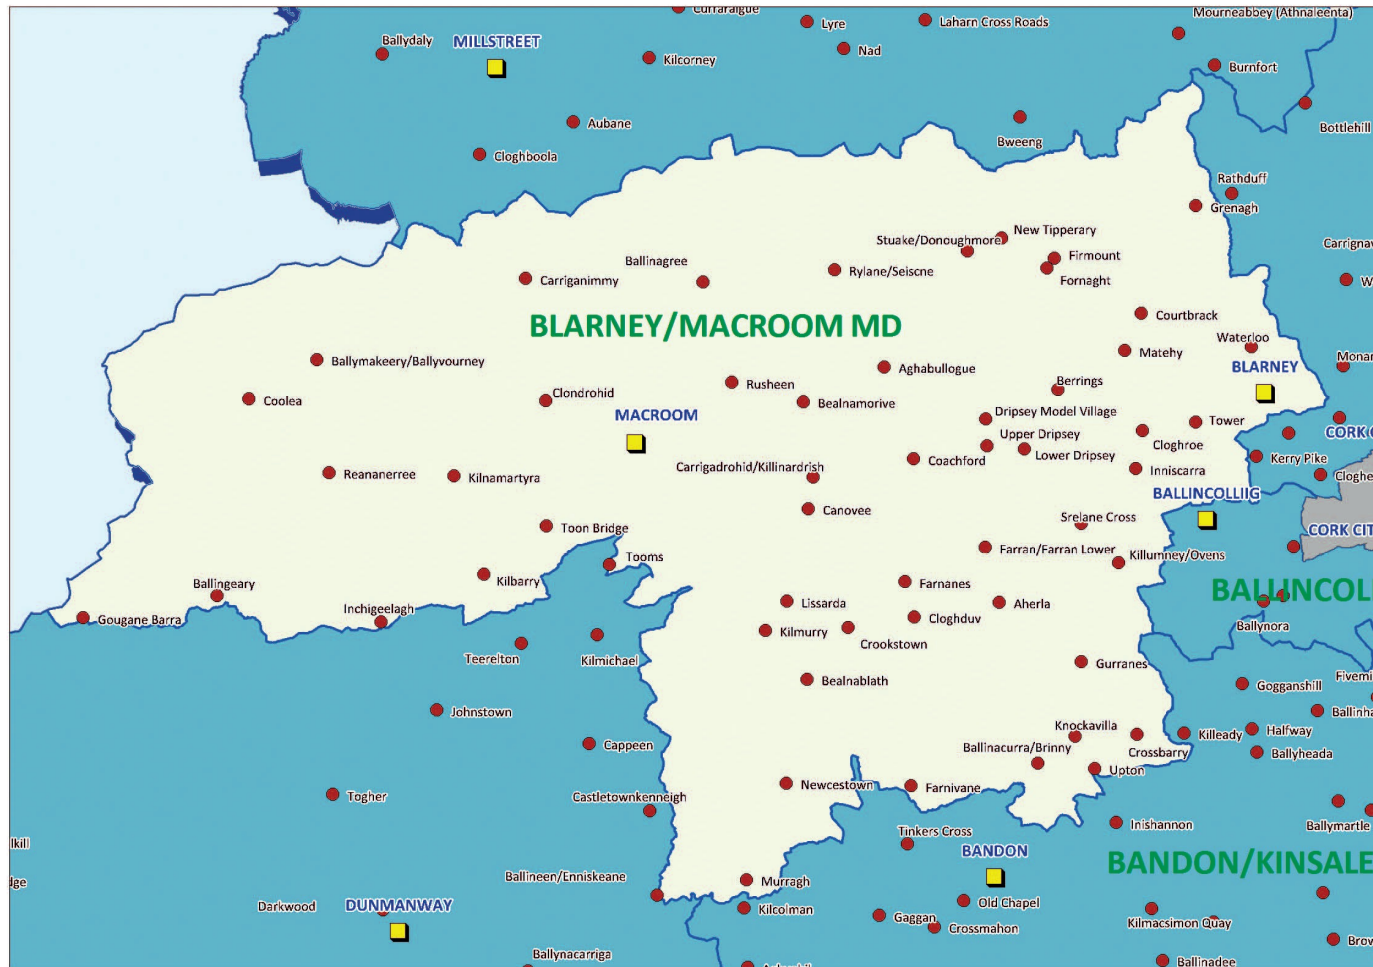 Curraraigue
Lyre
Laharn Cross Roads
Mourneabbey (Athnaleenta)
Ballydaly
MILLSTREET
Kilcorney
Nad
Burnfort
Aubane
Bweeng
Bottlehill
Cloghboola
Rathduff
Grenagh
New Tipperary
Stuake/Donoughmore
Carrignav
Firmount
Ballinagree
Rylane/Seiscne
Carriganimmy
Fornaght
W
BLARNEY/MACROOM MD
Courtbrack
Waterloo
Matehy
Monar
Ballymakeery/Ballyvourney
Aghabullogue
BLARNEY
Rusheen
Berrings
Clondrohid
Coolea
Bealnamorive
MACROOM
Dripsey Model Village
Tower
Upper Dripsey
CORK C
Cloghroe
Lower Dripsey
Coachford
Kerry Pike
Carrigadrohid/Killinardrish
Inniscarra
Reananerree
Kilnamartyra
Cloghe
BALLINCOLLIIG
Canovee
Srelane Cross
Toon Bridge
CORK CIT
Farran/Farran Lower
Killumney/Ovens
Tooms
Kilbarry
Ballingeary
Farnanes
BALLINCOL
Lissarda
Aherla
Inchigeelagh
Gougane Barra
Cloghduv
Ballynora
Kilmurry
Crookstown
Teerelton
Kilmichael
Gurranes
Fivemi
Bealnablath
Gogganshill
Johnstown
Ballinha
Knockavilla
Killeady
Halfway
Cappeen
Ballinacurra/Brinny
Crossbarry
Ballyheada
Upton
Newcestown
Farnivane
Togher
Castletownkenneigh
Inishannon
Ballymartle
Tinkers Cross
lkill
BANDON
BANDON/KINSALE
dge
Ballineen/Enniskeane
Murragh
Darkwood
DUNMANWAY
Kilcolman
Old Chapel
Gaggan
Crossmahon
Kilmacsimon Quay
Brow
Ballynacarriga
Ballinadee